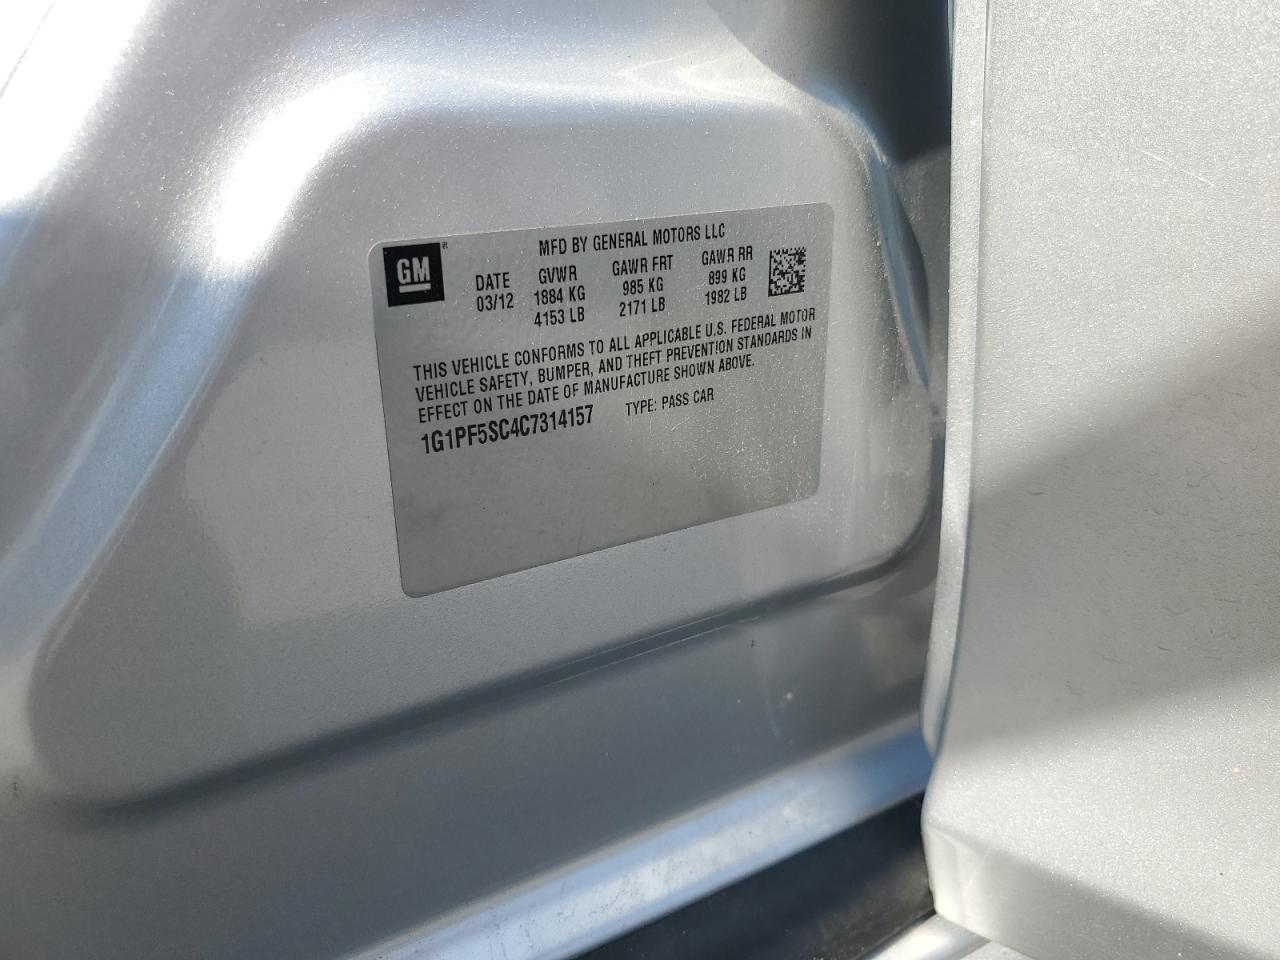 GM
MFD BY GENERAL MOTORS LLC
DATE GVWR GAWR FRT GAWR RR
03/12 1884 KG 985 KG 899 KG
4153 LB 2171 LB 1982 LB
THIS VEHICLE CONFORMS TO ALL APPLICABLE U.S. FEDERAL MOTOR
VEHICLE SAFETY, BUMPER, AND THEFT PREVENTION STANDARDS IN
EFFECT ON THE DATE OF MANUFACTURE SHOWN ABOVE.
1G1PF5SC4C7314157 TYPE: PASS CAR